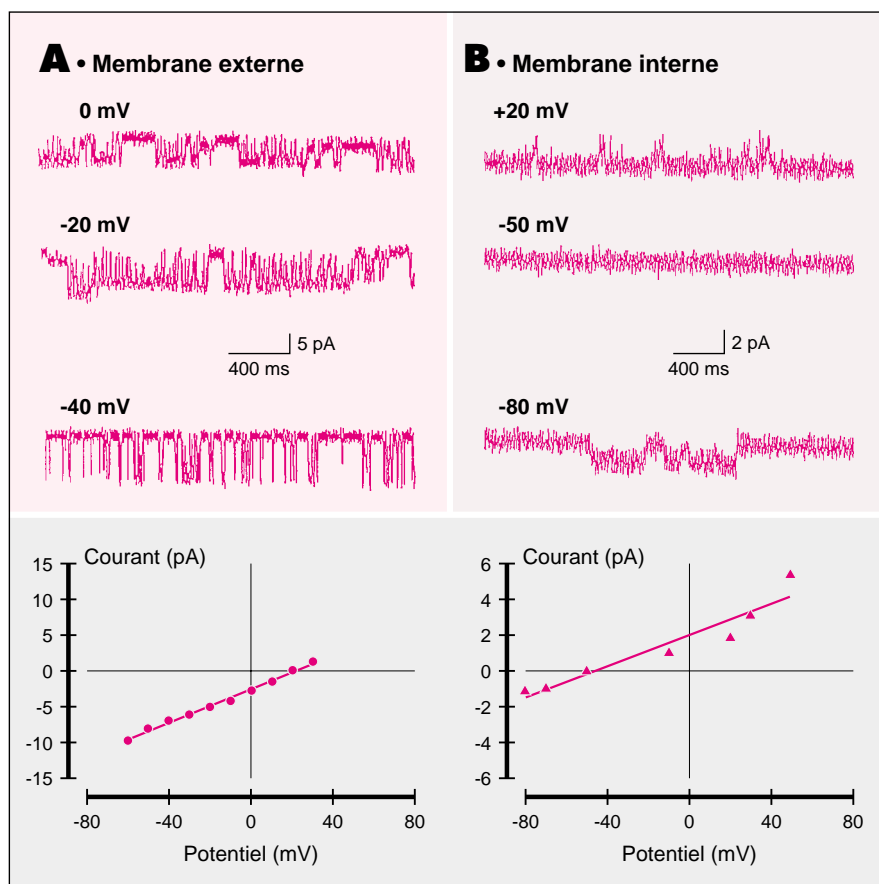 A • Membrane externe
0 mV
-20 mV
5 pA
400 ms
-40 mV
B • Membrane interne
+20 mV
-50 mV
2 pA
400 ms
-80 mV
Courant (pA)
15
10
5
0
-5
-10
-15
-80 -40 0 40 80
Potentiel (mV)
Courant (pA)
6
4
2
0
-2
-4
-6
-80 -40 0 40 80
Potentiel (mV)